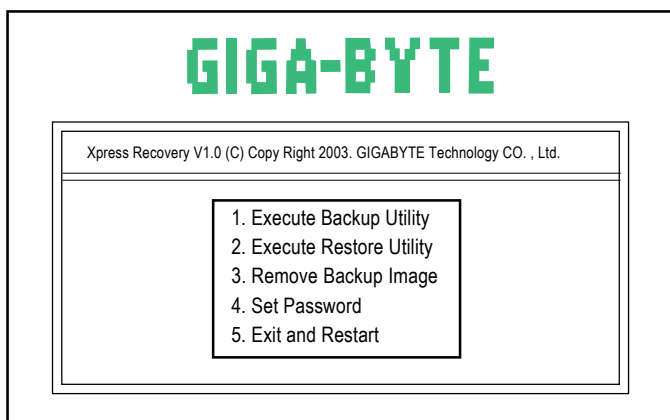 GIGA-BYTE
Xpress Recovery V1.0 (C) Copy Right 2003. GIGABYTE Technology CO. , Ltd.
1. Execute Backup Utility
2. Execute Restore Utility
3. Remove Backup Image
4. Set Password
5. Exit and Restart